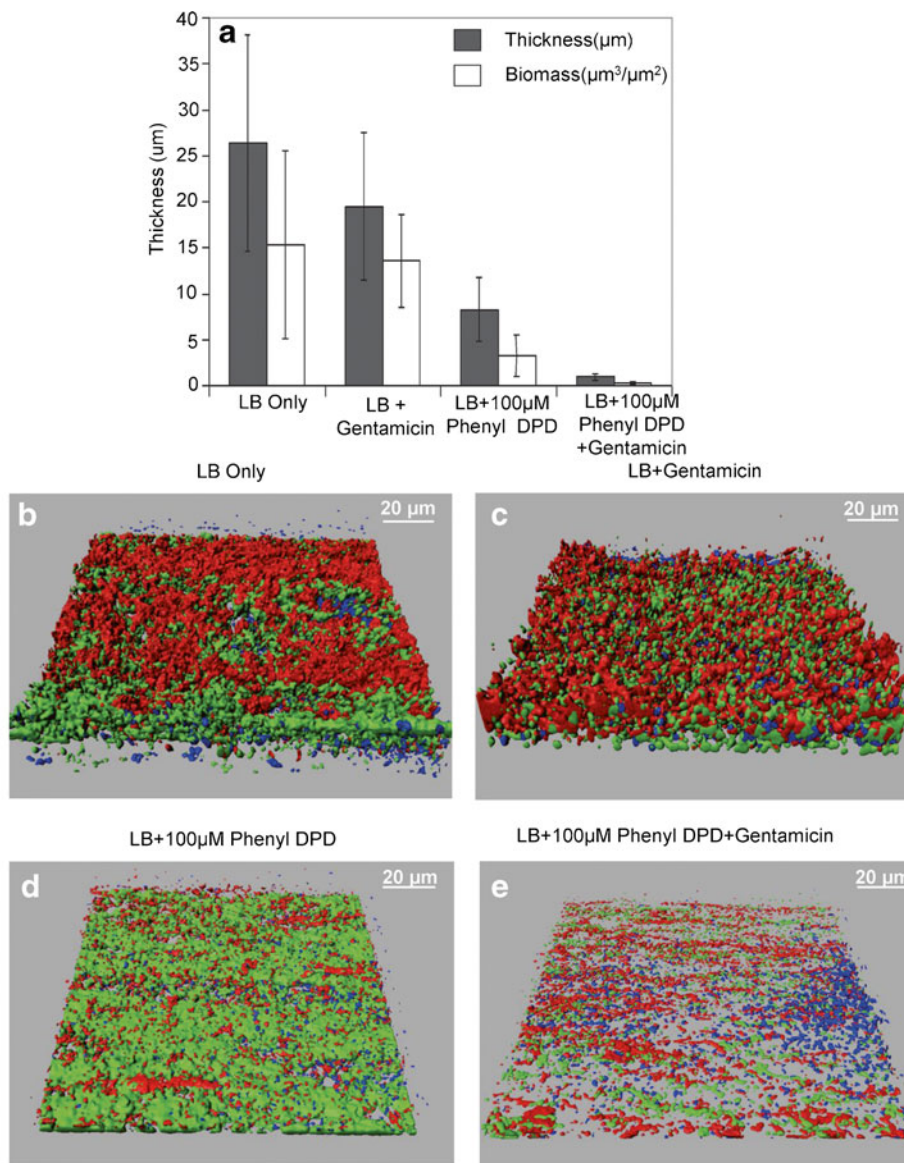 a
40
35
30
25
20
15
10
5
0
Thickness (um)
Thickness(µm)
Biomass(µm³/µm²)
LB Only
LB +
Gentamicin
LB+100µM
Phenyl DPD
LB+100µM
Phenyl DPD
+Gentamicin
LB Only
b
20 µm
LB+Gentamicin
c
20 µm
LB+100µM Phenyl DPD
d
20 µm
LB+100µM Phenyl DPD+Gentamicin
e
20 µm